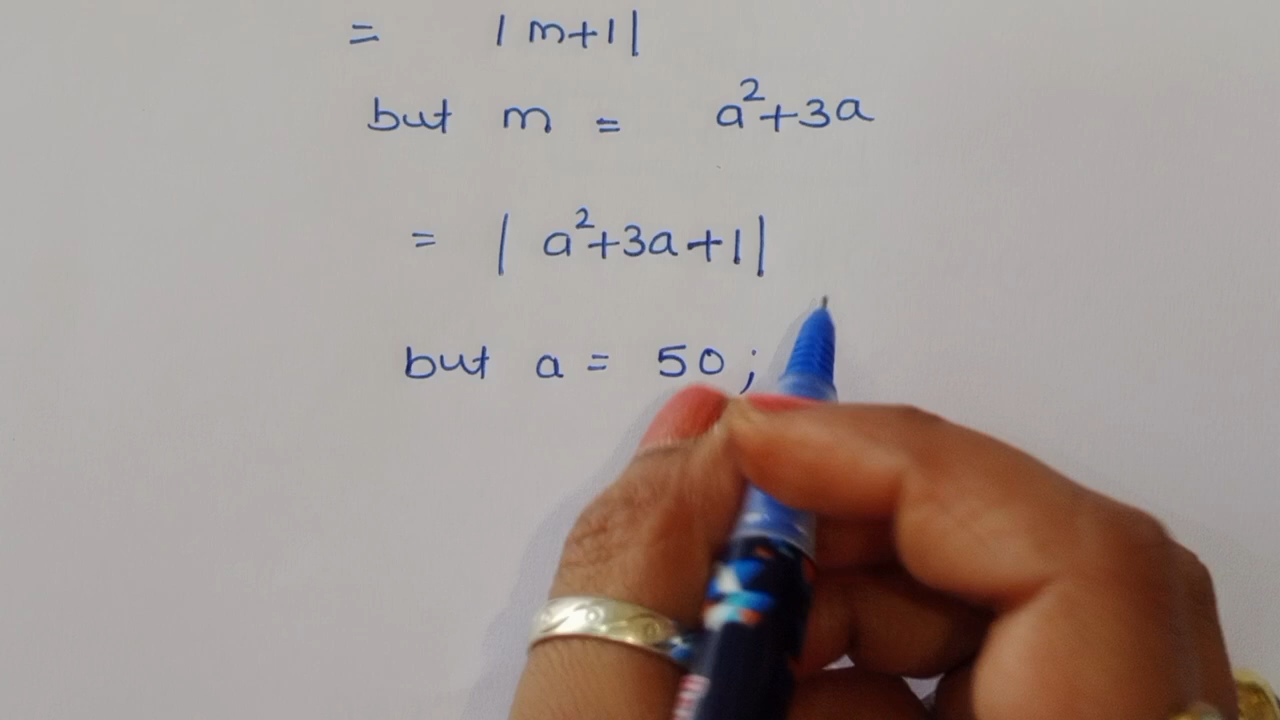 = |m+1|
but m = a²+3a
= |a²+3a+1|
but a = 50;